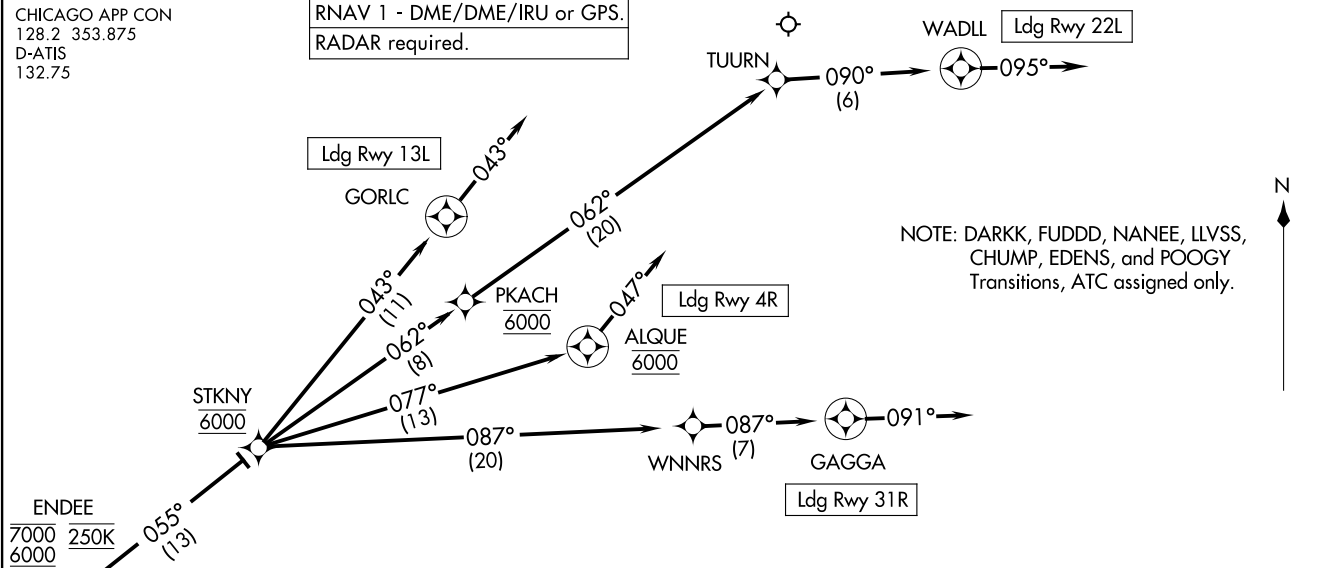 CHICAGO APP CON
128.2 353.875
D-ATIS
132.75
RNAV 1 - DME/DME/IRU or GPS.
RADAR required.
WADLL
Ldg Rwy 22L
TUURN
090°
(6)
095°
Ldg Rwy 13L
043°
GORLC
062°
(20)
N
NOTE: DARKK, FUDDD, NANEE, LLVSS,
CHUMP, EDENS, and POOGY
Transitions, ATC assigned only.
043°
(11)
PKACH
6000
047°
Ldg Rwy 4R
062°
(8)
ALQUE
6000
STKNY
6000
077°
(13)
087°
(20)
WNNRS
087°
(7)
091°
GAGGA
Ldg Rwy 31R
ENDEE
7000 250K
6000
055°
(13)